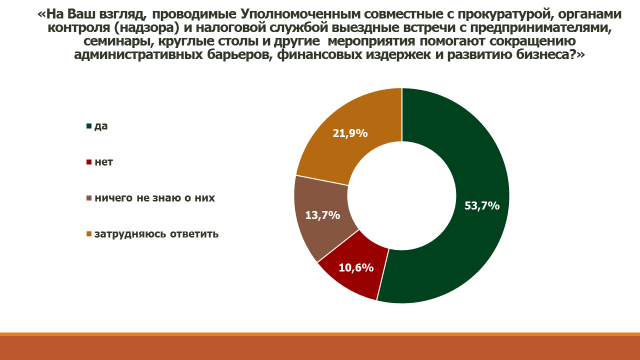 «На Ваш взгляд, проводимые Уполномоченным совместные с прокуратурой, органами
контроля (надзора) и налоговой службой выездные встречи с предпринимателями,
семинары, круглые столы и другие  мероприятия помогают сокращению
административных барьеров, финансовых издержек и развитию бизнеса?»
да
нет
ничего не знаю о них
затрудняюсь ответить
21,9%
53,7%
13,7%
10,6%